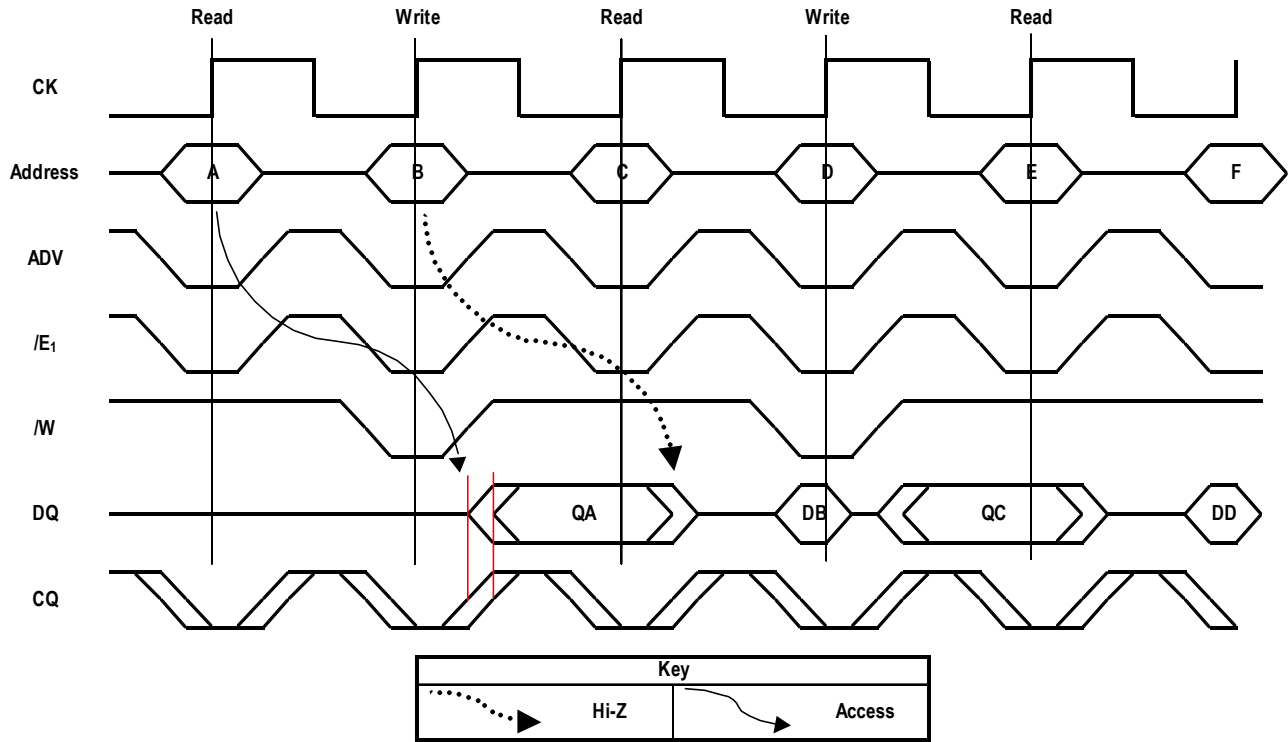 Read Write Read Write Read
CK
Address A B C D E F
ADV
/E₁
/W
DQ QA DB QC DD
CQ
Key
Hi-Z Access